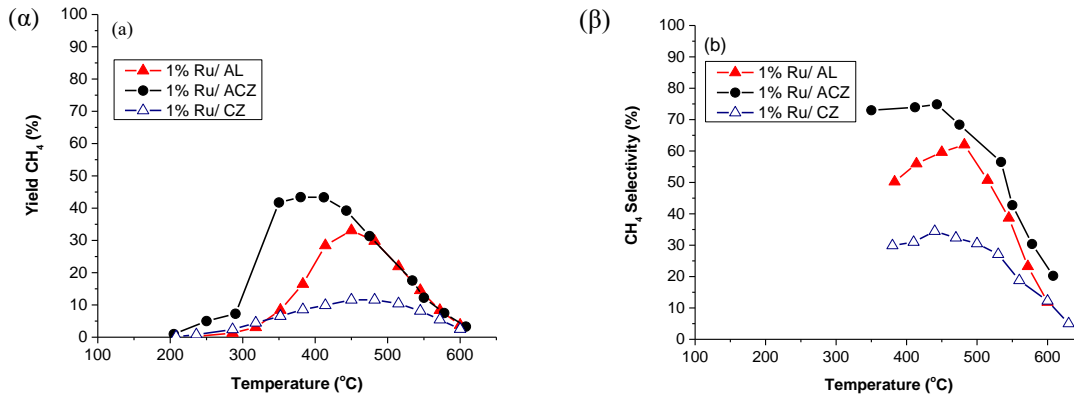 (α)
(a)
1% Ru/ AL
1% Ru/ ACZ
1% Ru/ CZ
Yield CH₄ (%)
100
90
80
70
60
50
40
30
20
10
0
100 200 300 400 500 600
Temperature (°C)
(β)
(b)
1% Ru/ AL
1% Ru/ ACZ
1% Ru/ CZ
CH₄ Selectivity (%)
100
90
80
70
60
50
40
30
20
10
0
100 200 300 400 500 600
Temperature (°C)